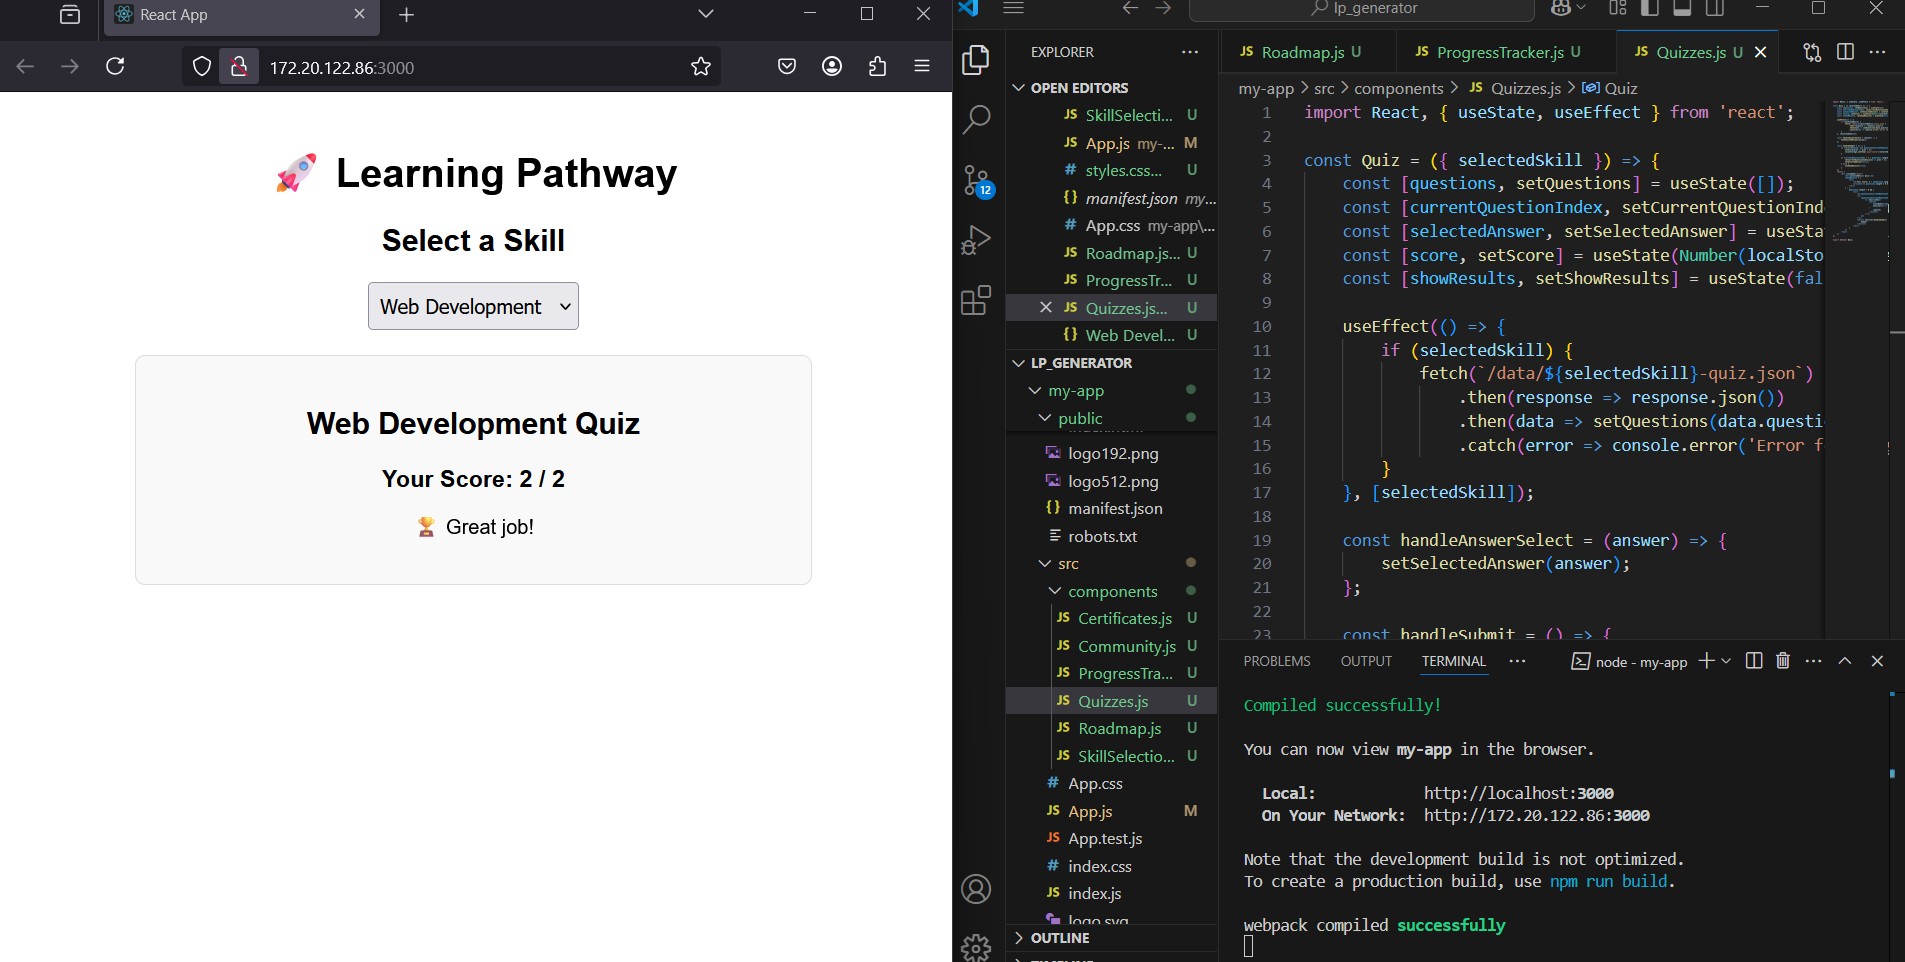 React App
172.20.122.86:3000
🚀 Learning Pathway
Select a Skill
Web Development
Web Development Quiz
Your Score: 2 / 2
🏆 Great job!
lp_generator
12
EXPLORER
OPEN EDITORS
JS SkillSelecti... U
JS App.js my-... M
# styles.css... U
{} manifest.json my...
# App.css my-app\...
JS Roadmap.js... U
JS ProgressTr... U
JS Quizzes.js... U
{} Web Devel... U
LP_GENERATOR
my-app
public
logo192.png
logo512.png
{} manifest.json
robots.txt
src
components
JS Certificates.js U
JS Community.js U
JS ProgressTra... U
JS Quizzes.js U
JS Roadmap.js U
JS SkillSelectio... U
# App.css
JS App.js M
JS App.test.js
# index.css
JS index.js
logo.svg
OUTLINE
JS Roadmap.js U
JS ProgressTracker.js U
JS Quizzes.js U
my-app > src > components > JS Quizzes.js > Quiz
1 import React, { useState, useEffect } from 'react';
2
3 const Quiz = ({ selectedSkill }) => {
4 const [questions, setQuestions] = useState([]);
5 const [currentQuestionIndex, setCurrentQuestionInd
6 const [selectedAnswer, setSelectedAnswer] = useSta
7 const [score, setScore] = useState(Number(localSto
8 const [showResults, setShowResults] = useState(fal
9
10 useEffect(() => {
11 if (selectedSkill) {
12 fetch(`/data/${selectedSkill}-quiz.json`)
13 .then(response => response.json())
14 .then(data => setQuestions(data.questi
15 .catch(error => console.error('Error f
16 }
17 }, [selectedSkill]);
18
19 const handleAnswerSelect = (answer) => {
20 setSelectedAnswer(answer);
21 };
22
23 const handleSubmit = () => {
PROBLEMS OUTPUT TERMINAL ... node - my-app
Compiled successfully!
You can now view my-app in the browser.
Local: http://localhost:3000
On Your Network: http://172.20.122.86:3000
Note that the development build is not optimized.
To create a production build, use npm run build.
webpack compiled successfully